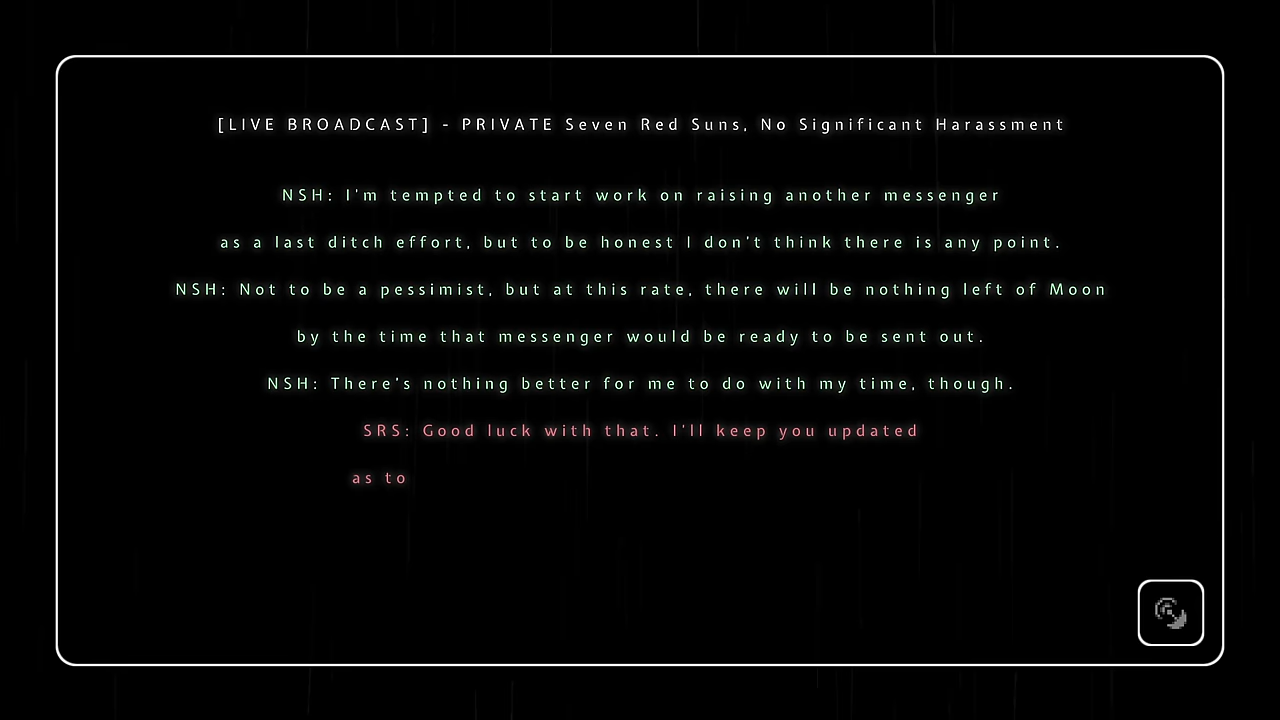 [LIVE BROADCAST] - PRIVATE Seven Red Suns, No Significant Harassment
NSH: I'm tempted to start work on raising another messenger
as a last ditch effort, but to be honest I don't think there is any point.
NSH: Not to be a pessimist, but at this rate, there will be nothing left of Moon
by the time that messenger would be ready to be sent out.
NSH: There's nothing better for me to do with my time, though.
SRS: Good luck with that. I'll keep you updated
as to